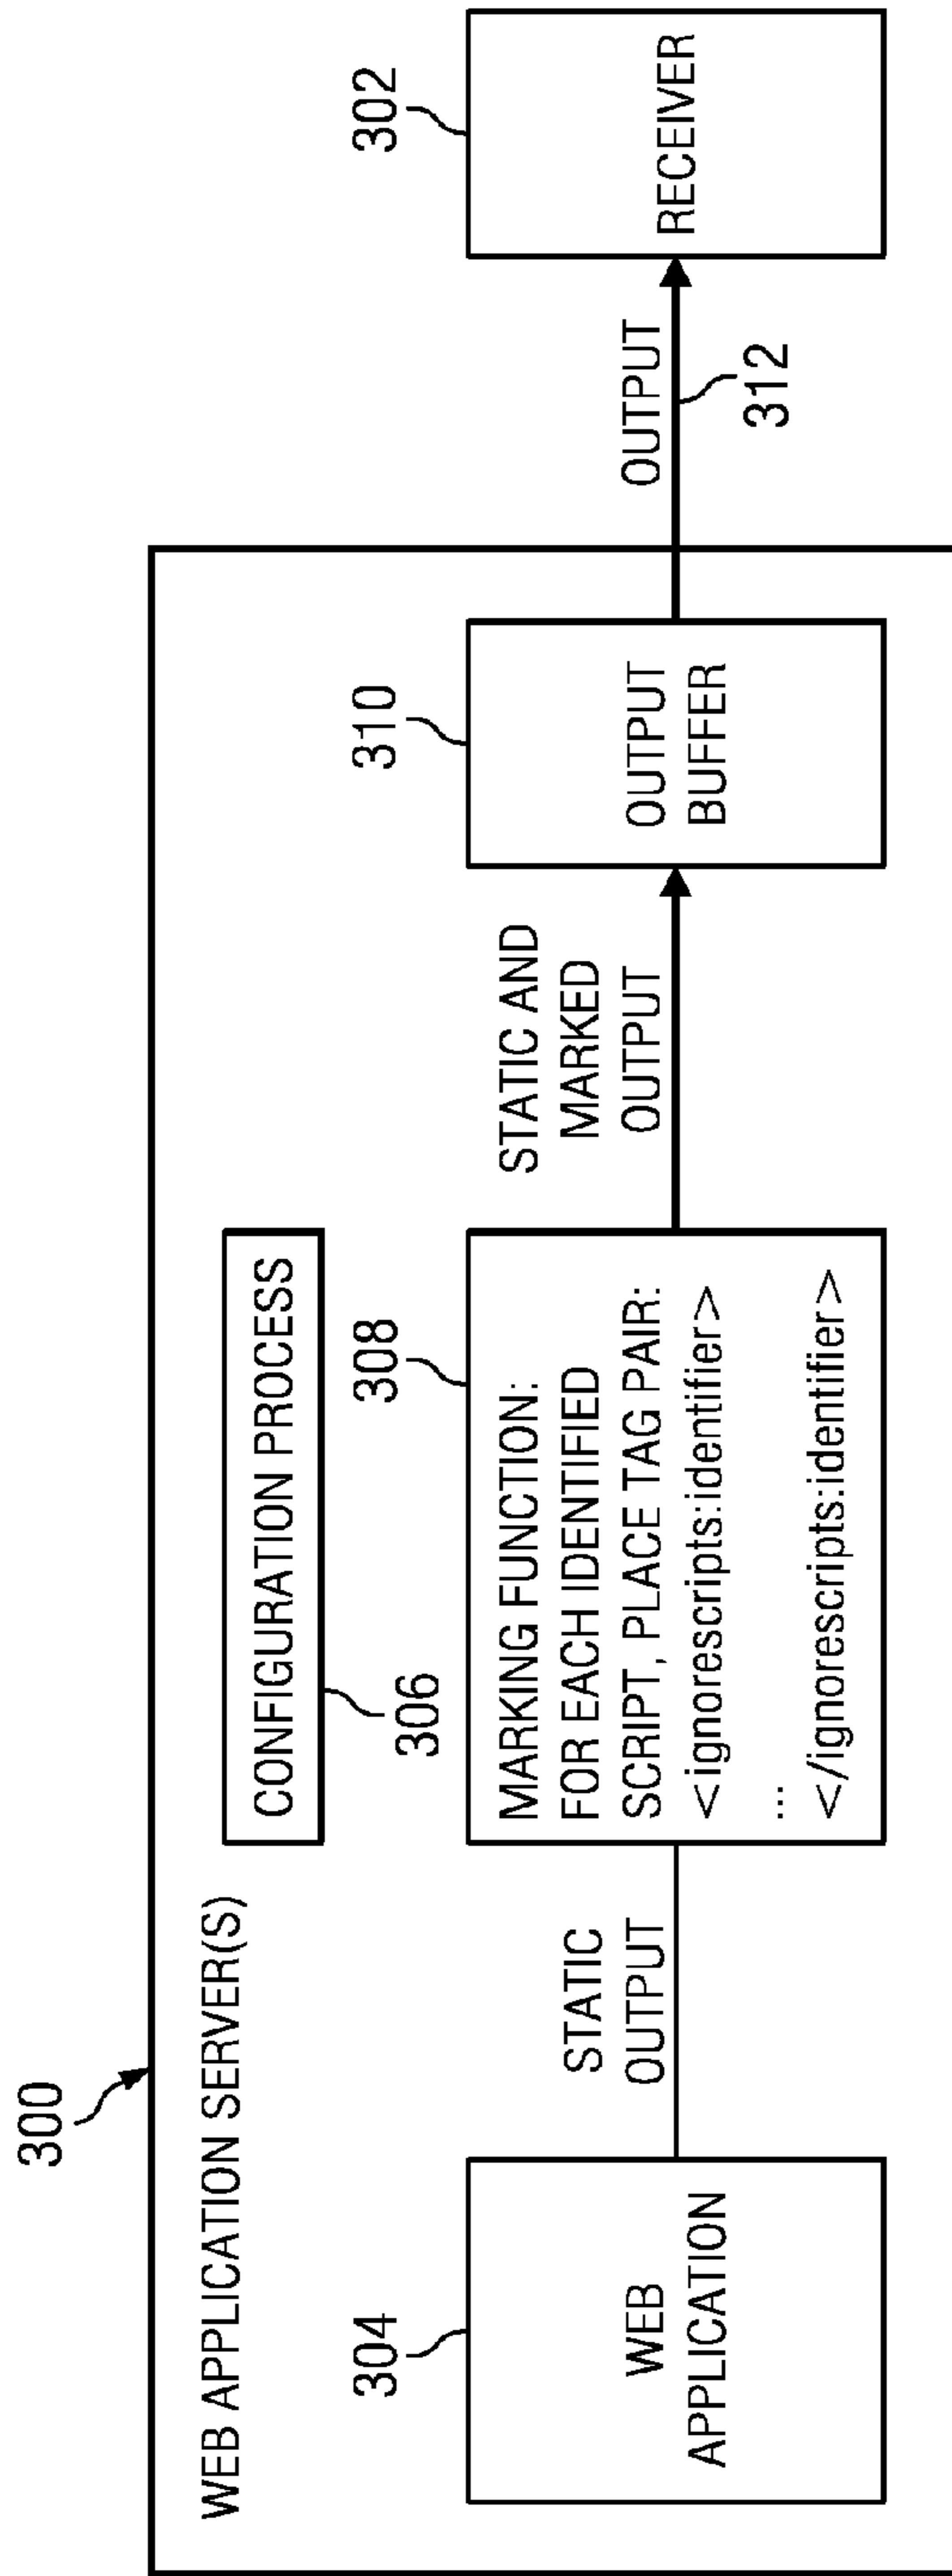 300
WEB APPLICATION SERVER(S)
304
WEB
APPLICATION
STATIC
OUTPUT
CONFIGURATION PROCESS
306
308
MARKING FUNCTION:
FOR EACH IDENTIFIED
SCRIPT, PLACE TAG PAIR:
<ignorescripts:identifier>
...
</ignorescripts:identifier>
STATIC AND
MARKED
OUTPUT
310
OUTPUT
BUFFER
OUTPUT
312
302
RECEIVER